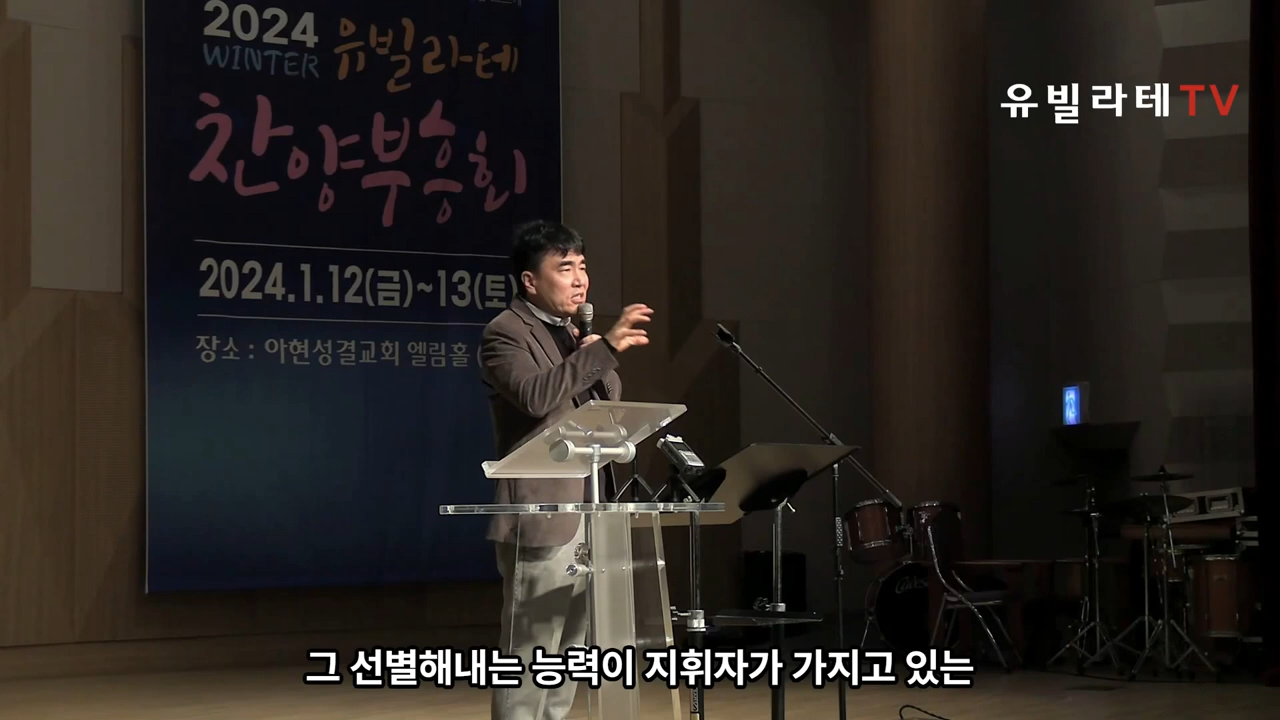 2024
WINTER 유빌라테
찬양부흥회
2024.1.12(금)~13(토)
장소 : 아현성결교회 엘림홀 (
유빌라테TV
그 선별해내는 능력이 지휘자가 가지고 있는